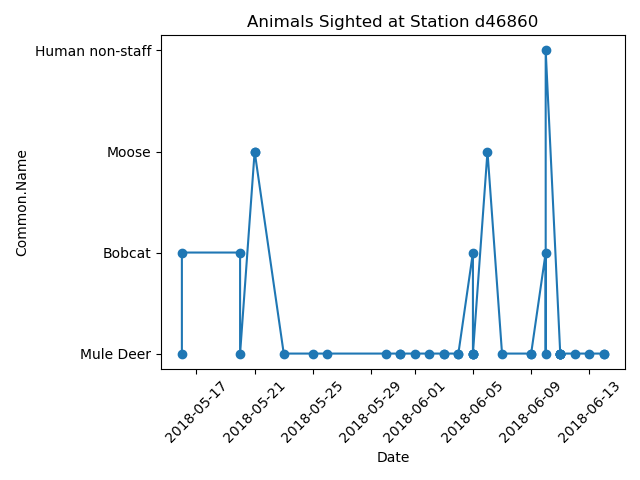 Animals Sighted at Station d46860
Human non-staff
Moose
Bobcat
Mule Deer
Common.Name
2018-05-17
2018-05-21
2018-05-25
2018-05-29
2018-06-01
2018-06-05
2018-06-09
2018-06-13
Date